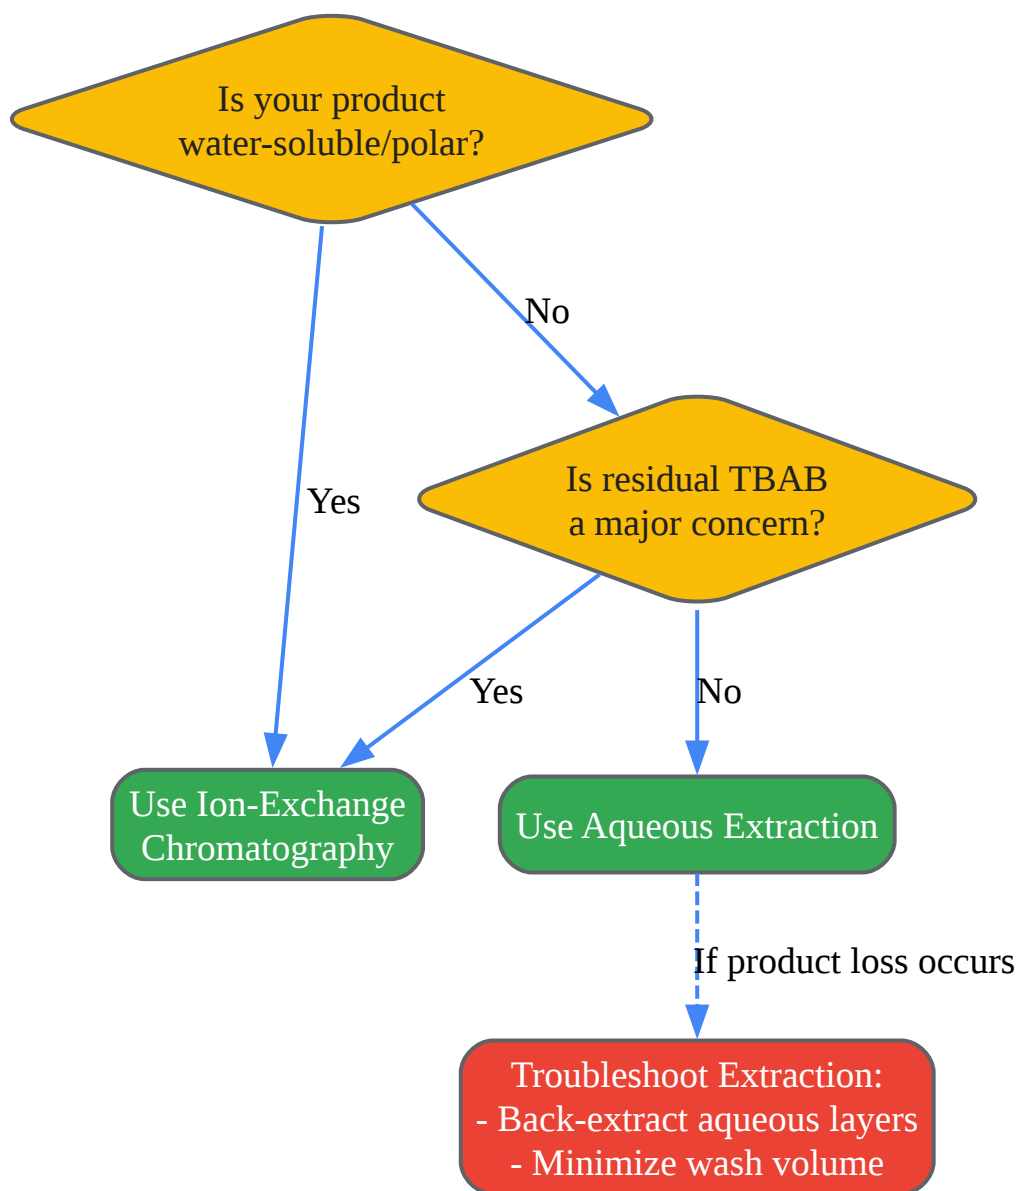 Is your product
water-soluble/polar?
No
Is residual TBAB
a major concern?
Yes
Yes
No
Use Ion-Exchange
Chromatography
Use Aqueous Extraction
If product loss occurs
Troubleshoot Extraction:
- Back-extract aqueous layers
- Minimize wash volume